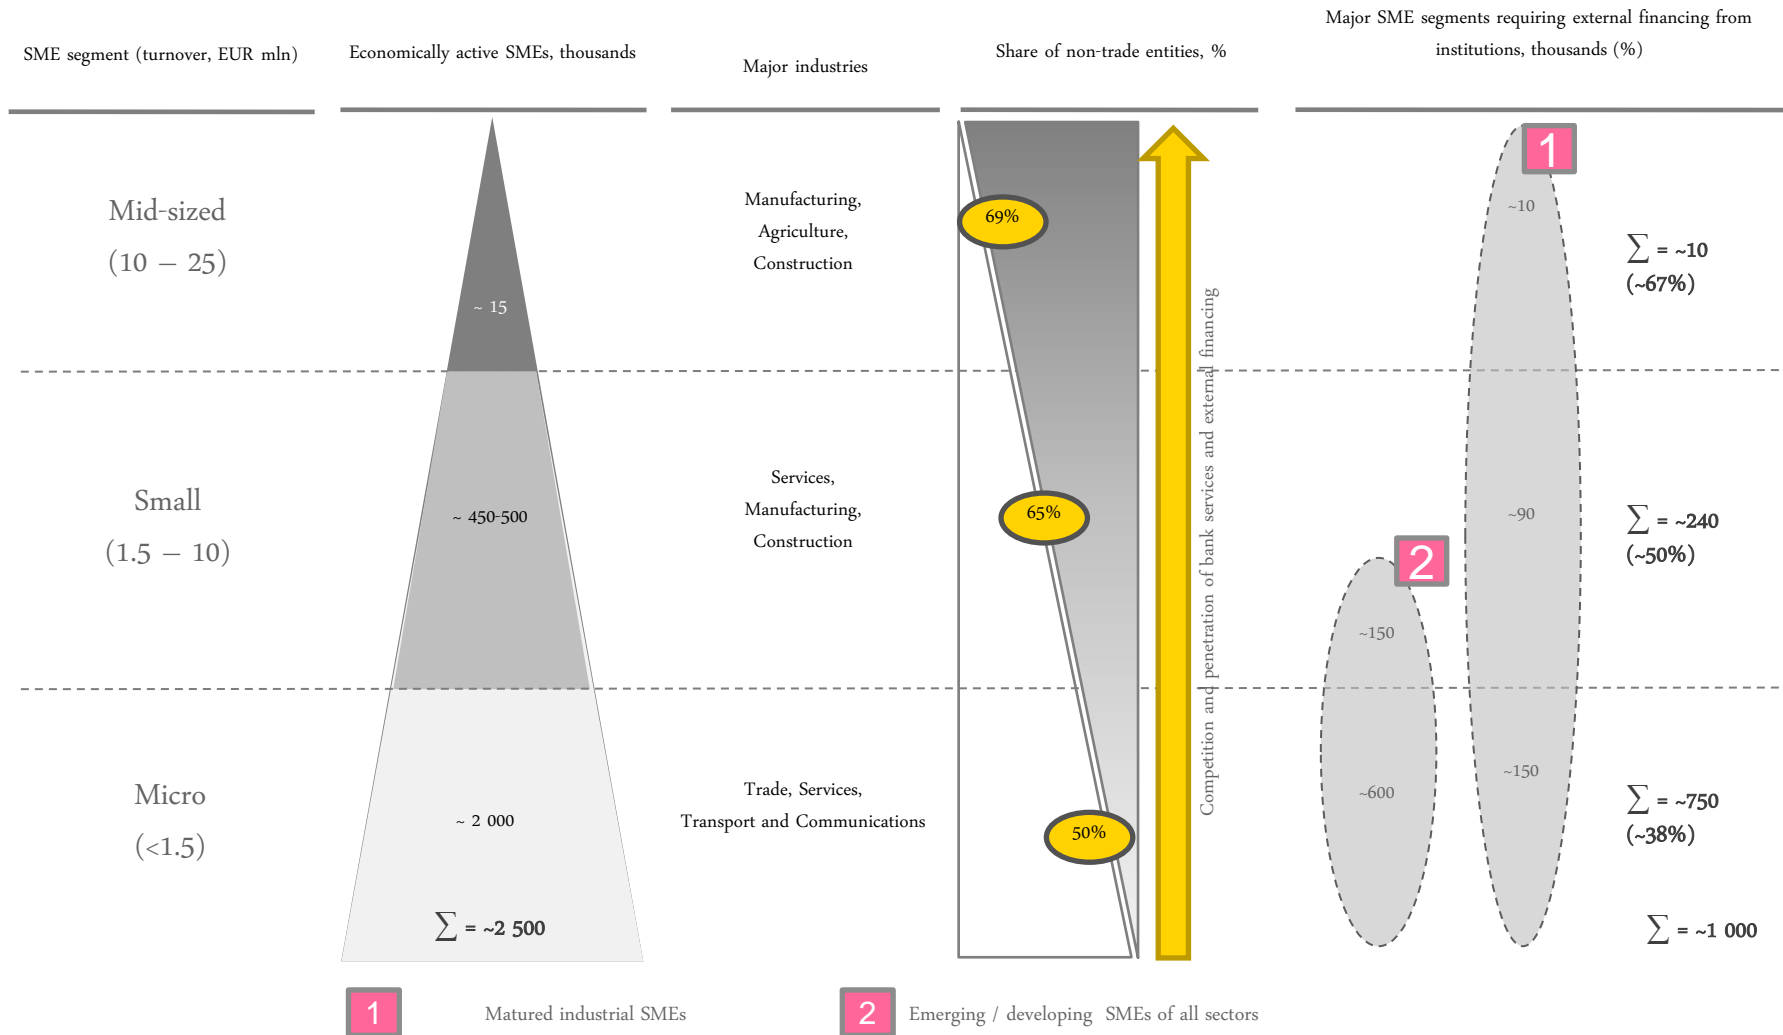 SME segment (turnover, EUR mln)
Economically active SMEs, thousands
Major industries
Share of non-trade entities, %
Major SME segments requiring external financing from
institutions, thousands (%)
Mid-sized
(10 – 25)
~ 15
Manufacturing,
Agriculture,
Construction
69%
1
~10
∑ = ~10
(~67%)
Small
(1.5 – 10)
~ 450-500
Services,
Manufacturing,
Construction
65%
Competition and penetration of bank services and external financing
2
~150
~90
∑ = ~240
(~50%)
Micro
(<1.5)
~ 2 000
∑ = ~2 500
Trade, Services,
Transport and Communications
50%
~600
~150
∑ = ~750
(~38%)
∑ = ~1 000
1 Matured industrial SMEs
2 Emerging / developing SMEs of all sectors